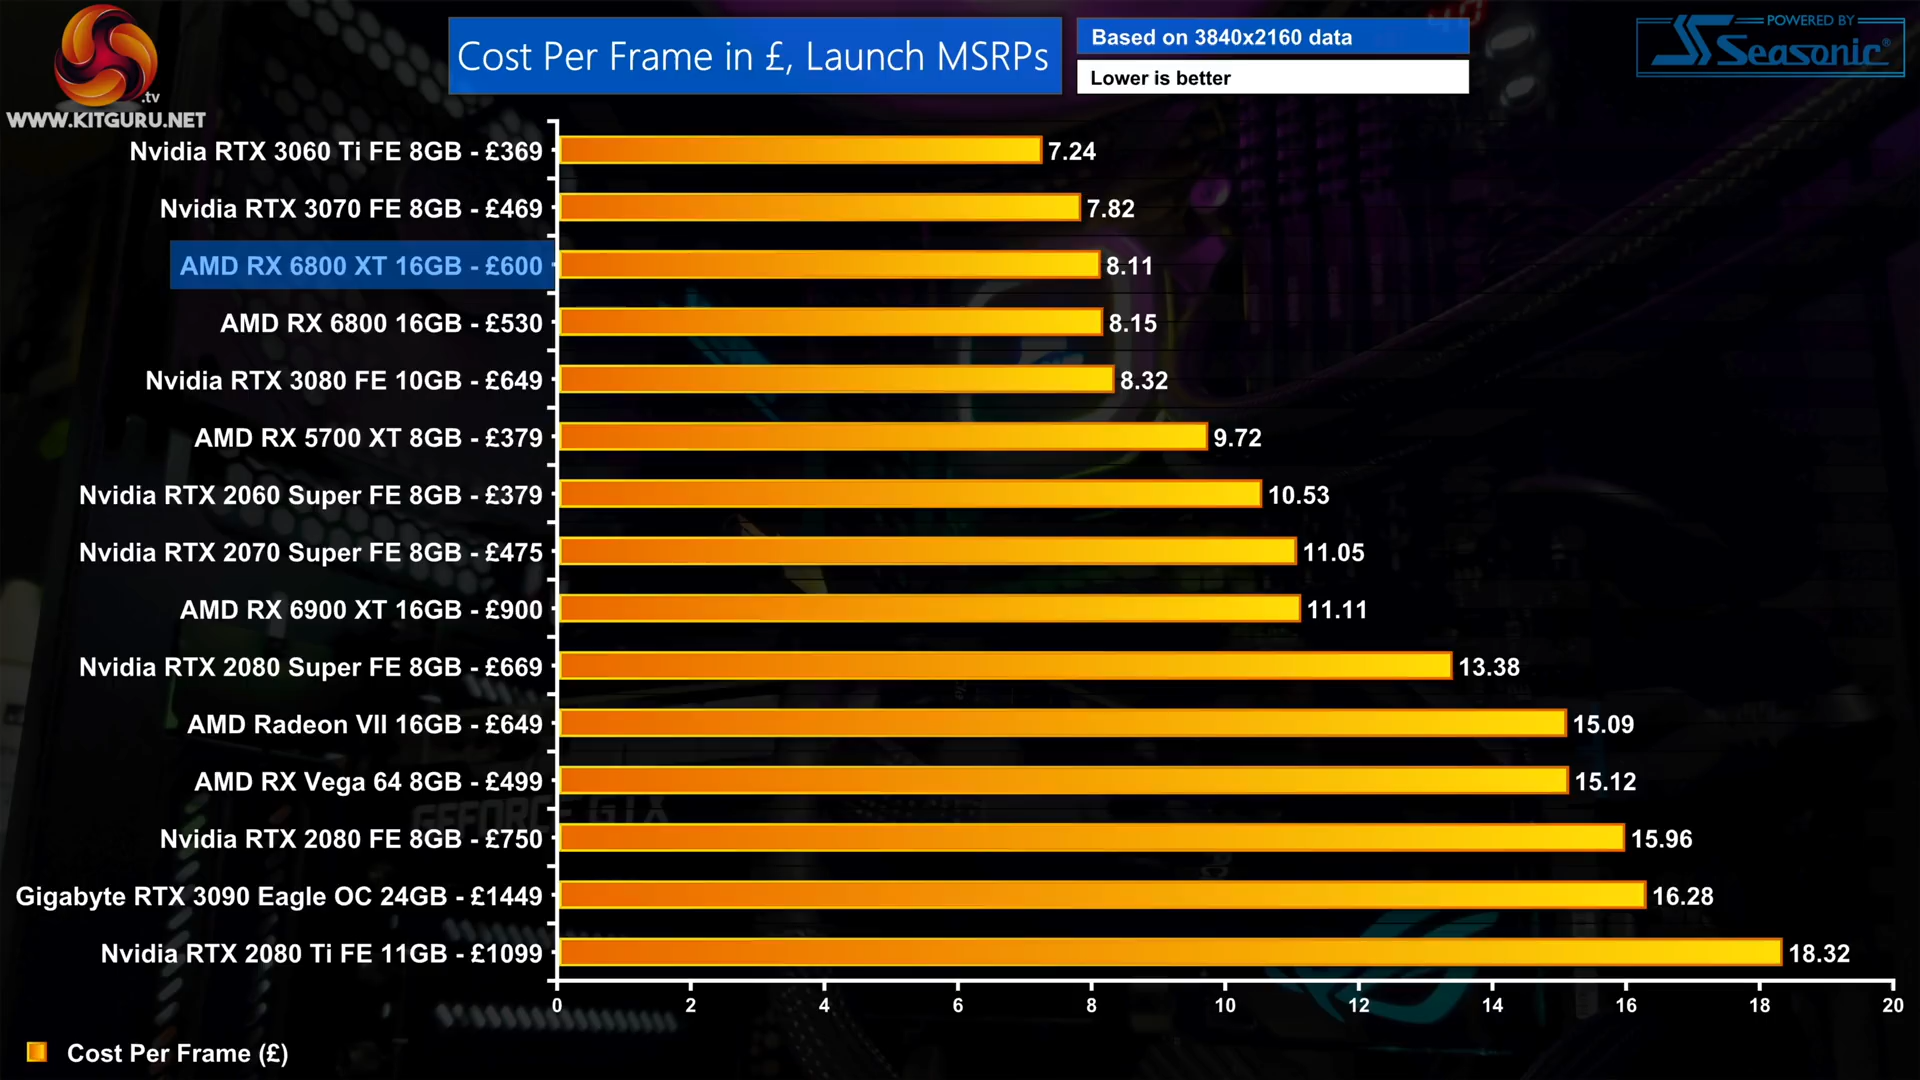 .tv
WWW.KITGURU.NET
Cost Per Frame in £, Launch MSRPs
Based on 3840x2160 data
Lower is better
POWERED BY
Seasonic®
Nvidia RTX 3060 Ti FE 8GB - £369 7.24
Nvidia RTX 3070 FE 8GB - £469 7.82
AMD RX 6800 XT 16GB - £600 8.11
AMD RX 6800 16GB - £530 8.15
Nvidia RTX 3080 FE 10GB - £649 8.32
AMD RX 5700 XT 8GB - £379 9.72
Nvidia RTX 2060 Super FE 8GB - £379 10.53
Nvidia RTX 2070 Super FE 8GB - £475 11.05
AMD RX 6900 XT 16GB - £900 11.11
Nvidia RTX 2080 Super FE 8GB - £669 13.38
AMD Radeon VII 16GB - £649 15.09
AMD RX Vega 64 8GB - £499 15.12
GEFORCE GTX
Nvidia RTX 2080 FE 8GB - £750 15.96
Gigabyte RTX 3090 Eagle OC 24GB - £1449 16.28
Nvidia RTX 2080 Ti FE 11GB - £1099 18.32
0 2 4 6 8 10 12 14 16 18 20
Cost Per Frame (£)